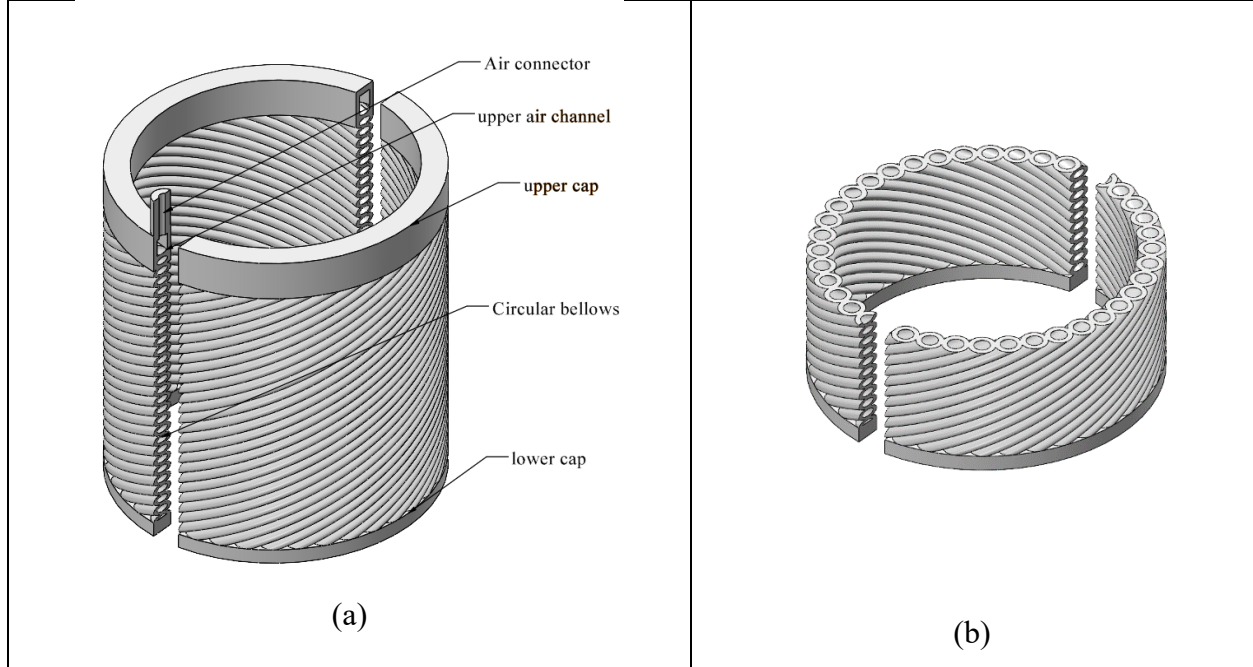 Air connector
upper air channel
upper cap
Circular bellows
lower cap
(a)
(b)